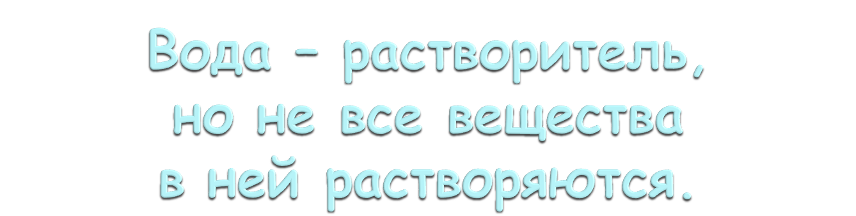 Вода – растворитель,
но не все вещества
в ней растворяются.